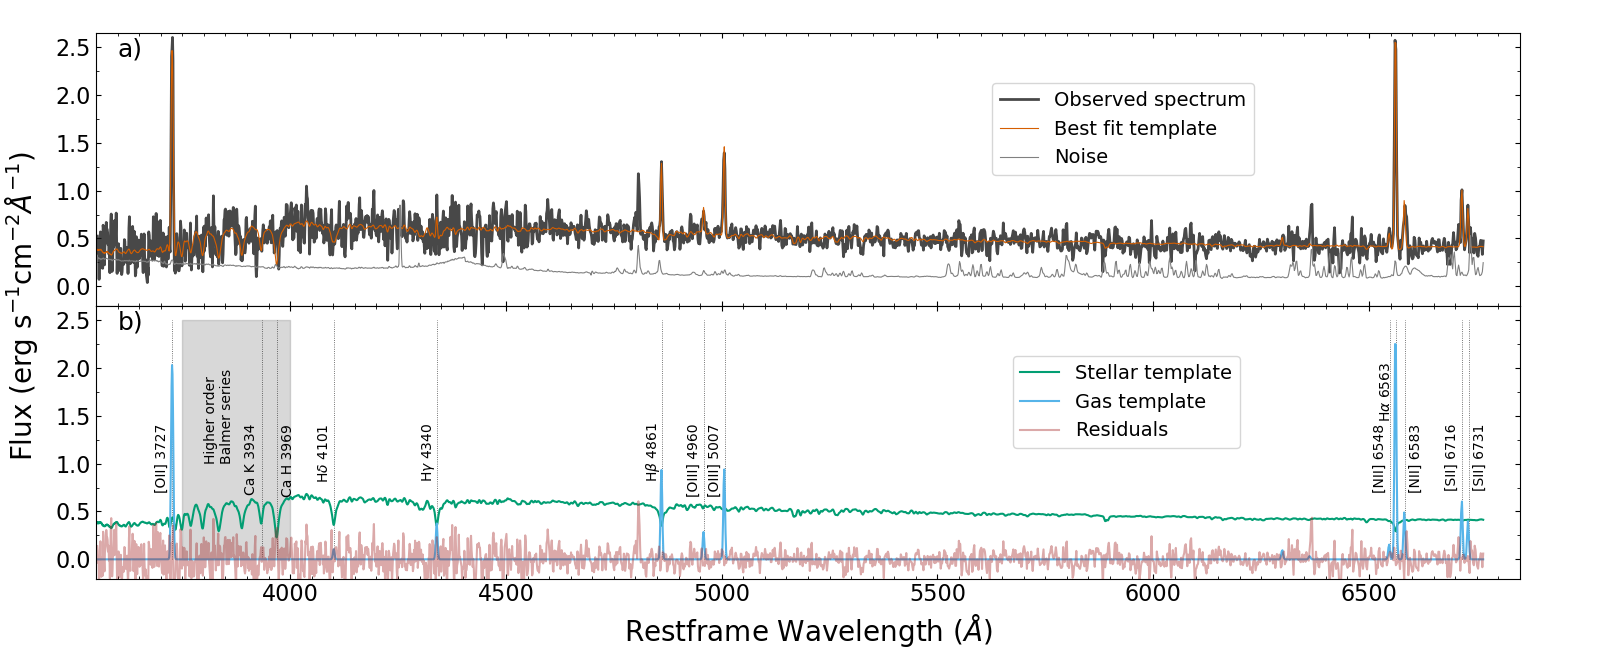 a)
2.5
2.0
1.5
1.0
0.5
0.0
Observed spectrum
Best fit template
Noise
Flux (erg s⁻¹cm⁻²Å⁻¹)
b)
2.5
2.0
1.5
1.0
0.5
0.0
Stellar template
Gas template
Residuals
[OII] 3727
Higher order
Balmer series
Ca K 3934
Ca H 3969
Hδ 4101
Hγ 4340
Hβ 4861
[OIII] 4960
[OIII] 5007
[NII] 6548
Hα 6563
[NII] 6583
[SII] 6716
[SII] 6731
4000
4500
5000
5500
6000
6500
Restframe Wavelength (Å)